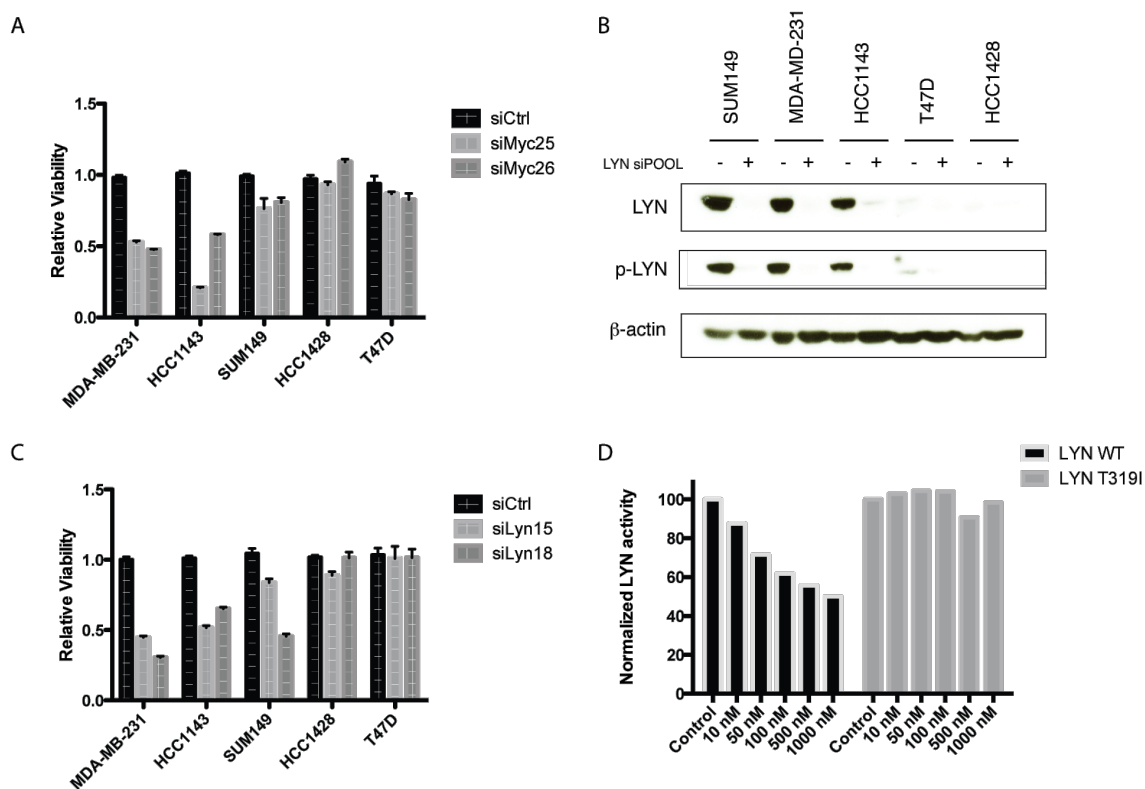 A
1.5
1.0
0.5
0.0
Relative Viability
MDA-MB-231
HCC1143
SUM149
HCC1428
T47D
siCtrl
siMyc25
siMyc26
B
SUM149
MDA-MD-231
HCC1143
T47D
HCC1428
LYN siPOOL - + - + - + - + - +
LYN
p-LYN
β-actin
C
1.5
1.0
0.5
0.0
Relative Viability
MDA-MB-231
HCC1143
SUM149
HCC1428
T47D
siCtrl
siLyn15
siLyn18
D
LYN WT
LYN T319I
100
80
60
40
20
0
Normalized LYN activity
Control
10 nM
50 nM
100 nM
500 nM
1000 nM
Control
10 nM
50 nM
100 nM
500 nM
1000 nM